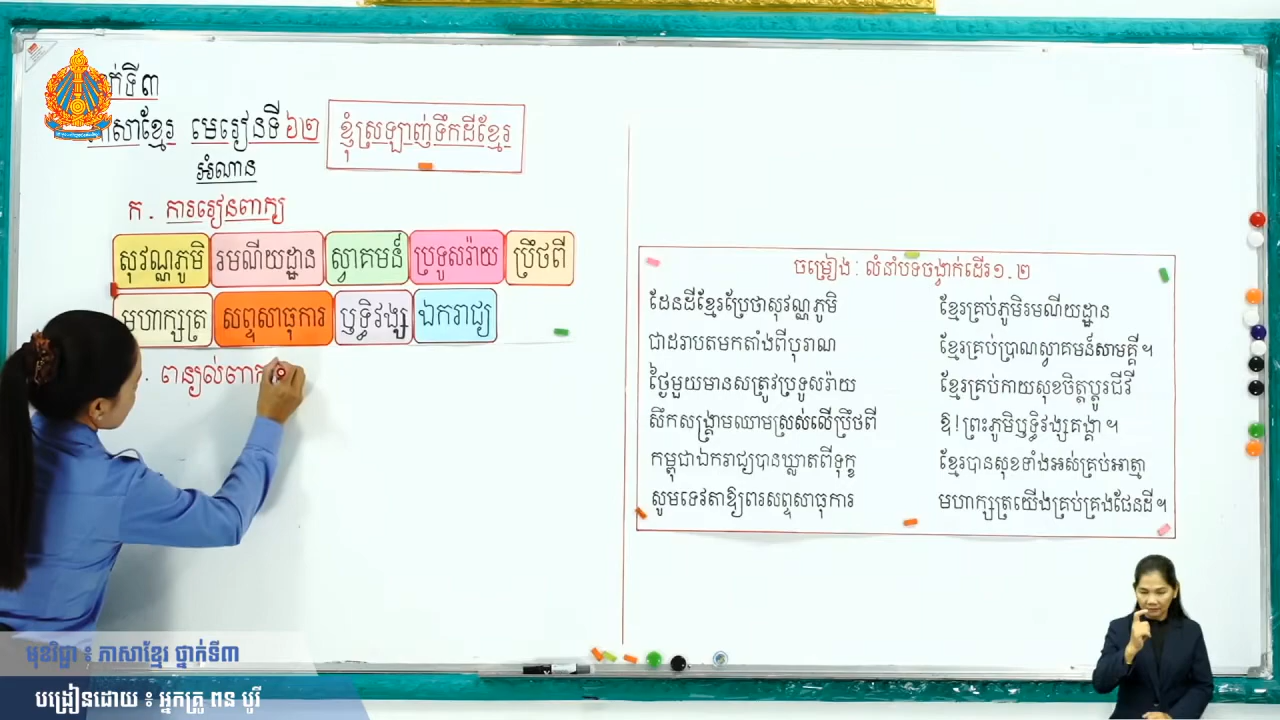 ថ្នាក់ទី៣
ភាសាខ្មែរ មេរៀនទី ៦២ ខ្ញុំស្រឡាញ់ទឹកដីខ្មែរ
អំណាន
ក . ការរៀនពាក្យ
សុវណ្ណភូមិ រមណីយដ្ឋាន ស្វាគមន៍ ប្រទូសរ៉ាយ ប្រឹថពី
មហាក្សត្រ សព្ទសាធុការ ឫទ្ធិវង្ស ឯករាជ្យ
. ពន្យល់ពាក្យ
ចម្រៀង៖ លំនាំបទចង្វាក់ដើរ១.២
ដែនដីខ្មែរប្រែថាសុវណ្ណភូមិ
ជាដរាបតមកតាំងពីបុរាណ
ថ្ងៃមួយមានសត្រូវប្រទូសរ៉ាយ
សឹកសង្គ្រាមឈាមស្រស់លើប្រឹថពី
កម្ពុជាឯករាជ្យបានឃ្លាតពីទុក្ខ
សូមទេវតាឱ្យពរសព្ទសាធុការ
ខ្មែរគ្រប់ភូមិរមណីយដ្ឋាន
ខ្មែរគ្រប់ប្រាណស្វាគមន៍សាមគ្គី។
ខ្មែរគ្រប់កាយសុខចិត្តប្តូរជីវី
ឱ!ព្រះភូមិឫទ្ធិវង្សគង្គា។
ខ្មែរបានសុខទាំងអស់គ្រប់អាត្មា
មហាក្សត្រយើងគ្រប់គ្រងផែនដី។
មុខវិជ្ជា ៖ ភាសាខ្មែរ ថ្នាក់ទី៣
បង្រៀនដោយ ៖ អ្នកគ្រូ ពន បូរី